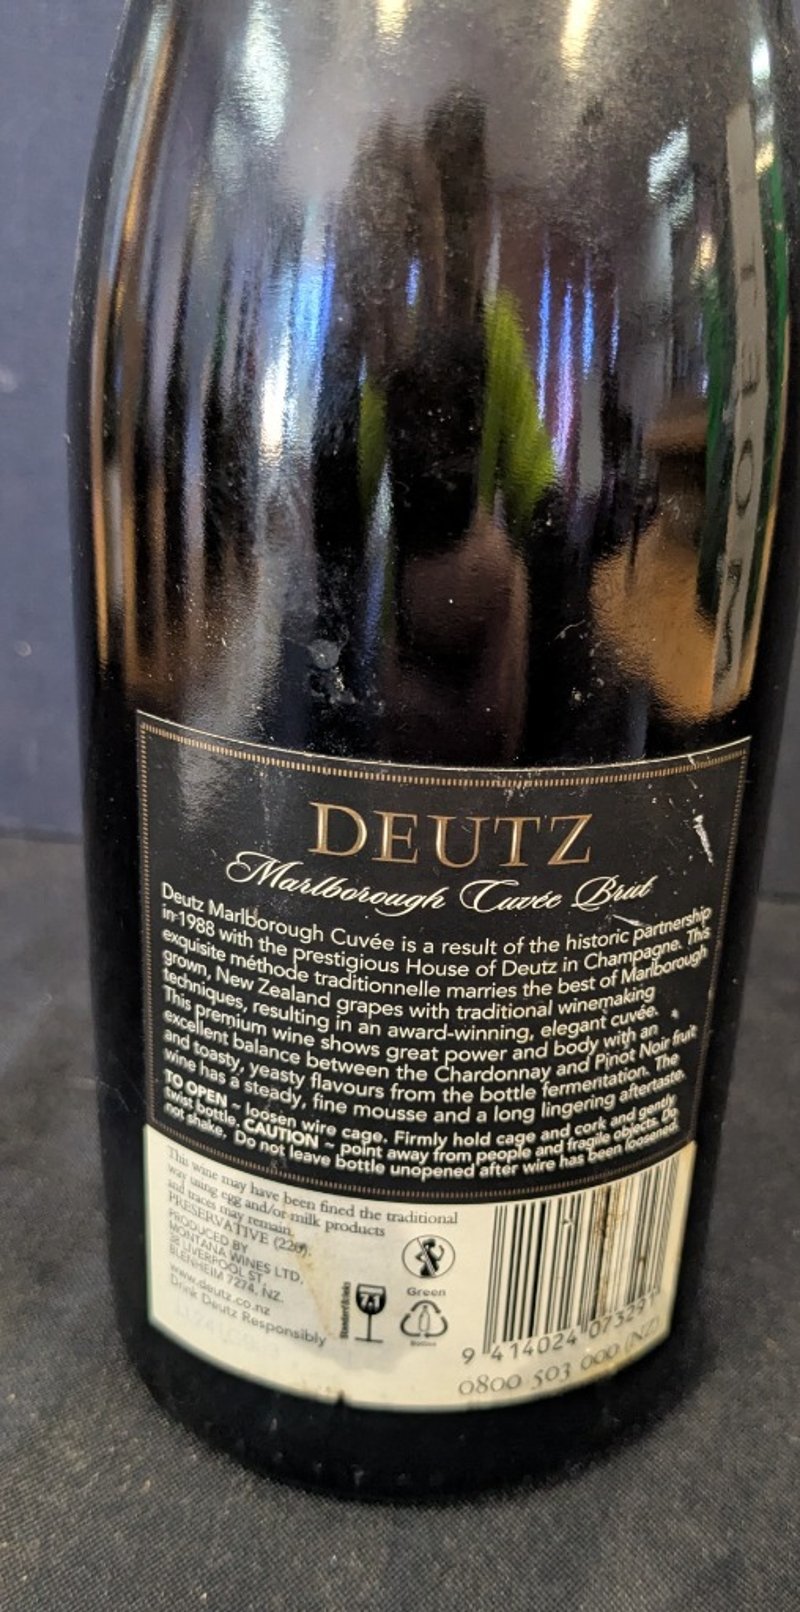 MOET
DEUTZ
Marlborough Cuvée Brut
Deutz Marlborough Cuvée is a result of the historic partnership
in 1988 with the prestigious House of Deutz in Champagne. This
exquisite méthode traditionnelle marries the best of Marlborough
grown, New Zealand grapes with traditional winemaking
techniques, resulting in an award-winning, elegant cuvée.
This premium wine shows great power and body with an
excellent balance between the Chardonnay and Pinot Noir fruit
and toasty, yeasty flavours from the bottle fermentation. The
wine has a steady, fine mousse and a long lingering aftertaste.
TO OPEN ~ loosen wire cage. Firmly hold cage and cork and gently
twist bottle. CAUTION ~ point away from people and fragile objects. Do
not shake. Do not leave bottle unopened after wire has been loosened.
This wine may have been fined the traditional
way using egg and/or milk products
and traces may remain.
PRESERVATIVE (220).
PRODUCED BY
MONTANA WINES LTD.
38 LIVERPOOL ST,
BLENHEIM 7274, NZ.
www.deutz.co.nz
Drink Deutz Responsibly
Standard drinks
7.1
Green
9 414024 073291
0800 503 000 (NZ)